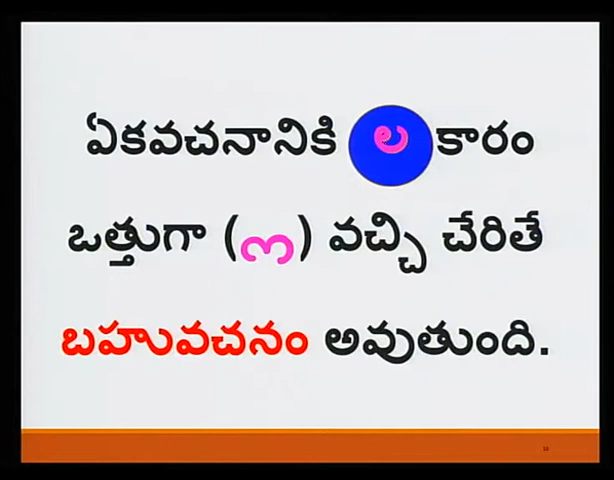 ఏకవచనానికి ల కారం
ఒత్తుగా (్ల) వచ్చి చేరితే
బహువచనం అవుతుంది.